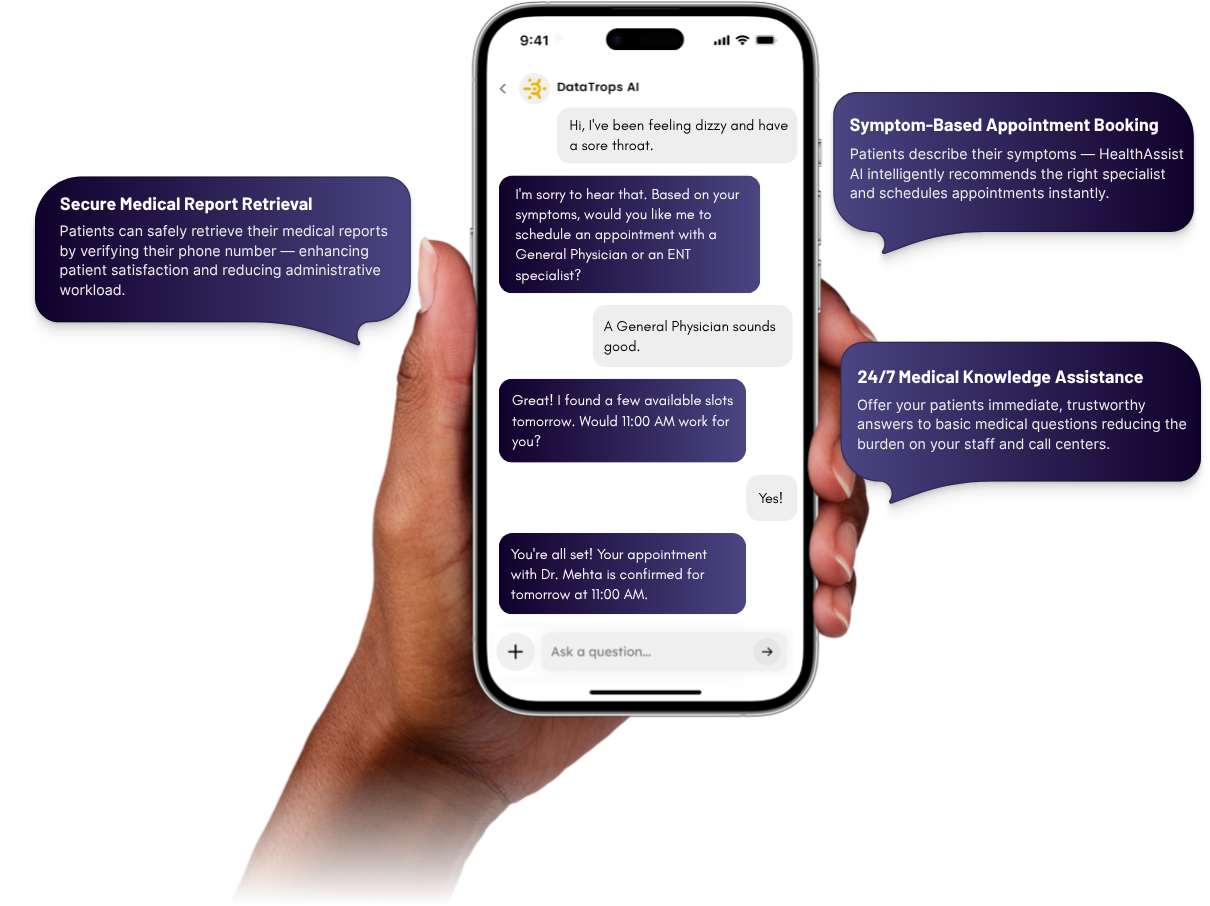 9:41
DataTrops AI
Hi, I've been feeling dizzy and have
a sore throat.
I'm sorry to hear that. Based on your
symptoms, would you like me to
schedule an appointment with a
General Physician or an ENT
specialist?
A General Physician sounds
good.
Great! I found a few available slots
tomorrow. Would 11:00 AM work for
you?
Yes!
You're all set! Your appointment
with Dr. Mehta is confirmed for
tomorrow at 11:00 AM.
Ask a question...
Secure Medical Report Retrieval
Patients can safely retrieve their medical reports
by verifying their phone number — enhancing
patient satisfaction and reducing administrative
workload.
Symptom-Based Appointment Booking
Patients describe their symptoms — HealthAssist
AI intelligently recommends the right specialist
and schedules appointments instantly.
24/7 Medical Knowledge Assistance
Offer your patients immediate, trustworthy
answers to basic medical questions reducing the
burden on your staff and call centers.